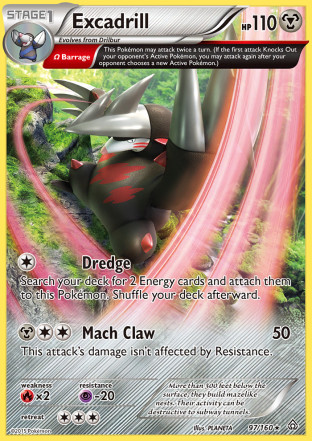 STAGE1
Excadrill
HP110
Evolves from Drilbur
Ω Barrage
This Pokémon may attack twice a turn. (If the first attack Knocks Out
your opponent's Active Pokémon, you may attack again after your
opponent chooses a new Active Pokémon.)
Dredge
Search your deck for 2 Energy cards and attach them
to this Pokémon. Shuffle your deck afterward.
Mach Claw 50
This attack's damage isn't affected by Resistance.
weakness resistance
×2 -20
retreat
More than 300 feet below the
surface, they build mazelike
nests. Their activity can be
destructive to subway tunnels.
©2015 Pokémon
Illus. PLANETA
97/160 ★